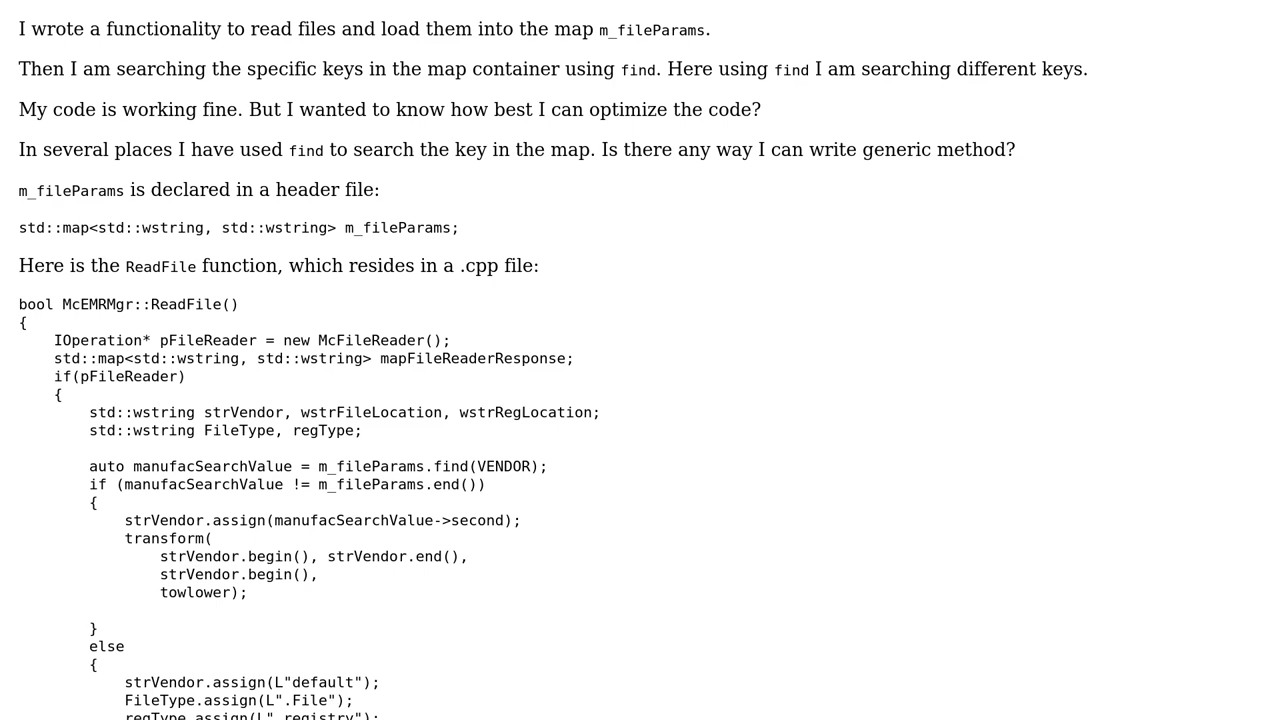 I wrote a functionality to read files and load them into the map m_fileParams.
Then I am searching the specific keys in the map container using find. Here using find I am searching different keys.
My code is working fine. But I wanted to know how best I can optimize the code?
In several places I have used find to search the key in the map. Is there any way I can write generic method?
m_fileParams is declared in a header file:
std::map<std::wstring, std::wstring> m_fileParams;
Here is the ReadFile function, which resides in a .cpp file:
bool McEMRMgr::ReadFile()
{
    IOperation* pFileReader = new McFileReader();
    std::map<std::wstring, std::wstring> mapFileReaderResponse;
    if(pFileReader)
    {
        std::wstring strVendor, wstrFileLocation, wstrRegLocation;
        std::wstring FileType, regType;
        auto manufacSearchValue = m_fileParams.find(VENDOR);
        if (manufacSearchValue != m_fileParams.end())
        {
            strVendor.assign(manufacSearchValue->second);
            transform(
                strVendor.begin(), strVendor.end(),
                strVendor.begin(),
                towlower);
        }
        else
        {
            strVendor.assign(L"default");
            FileType.assign(L".File");
            regType.assign(L".registry");